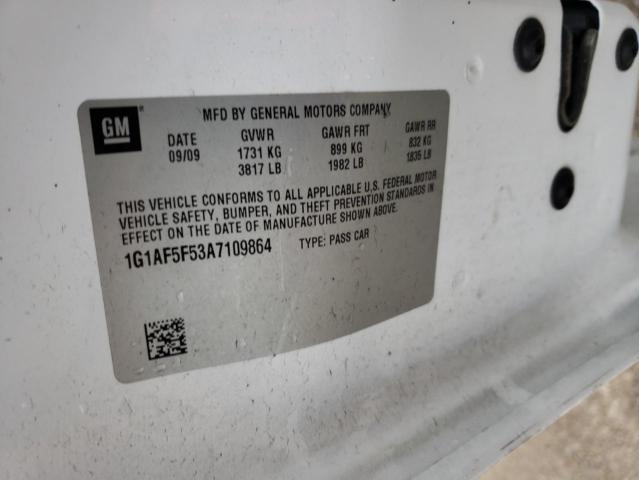 GM
MFD BY GENERAL MOTORS COMPANY
DATE GVWR GAWR FRT GAWR RR
09/09 1731 KG 899 KG 832 KG
3817 LB 1982 LB 1835 LB
THIS VEHICLE CONFORMS TO ALL APPLICABLE U.S. FEDERAL MOTOR
VEHICLE SAFETY, BUMPER, AND THEFT PREVENTION STANDARDS IN
EFFECT ON THE DATE OF MANUFACTURE SHOWN ABOVE.
1G1AF5F53A7109864 TYPE: PASS CAR